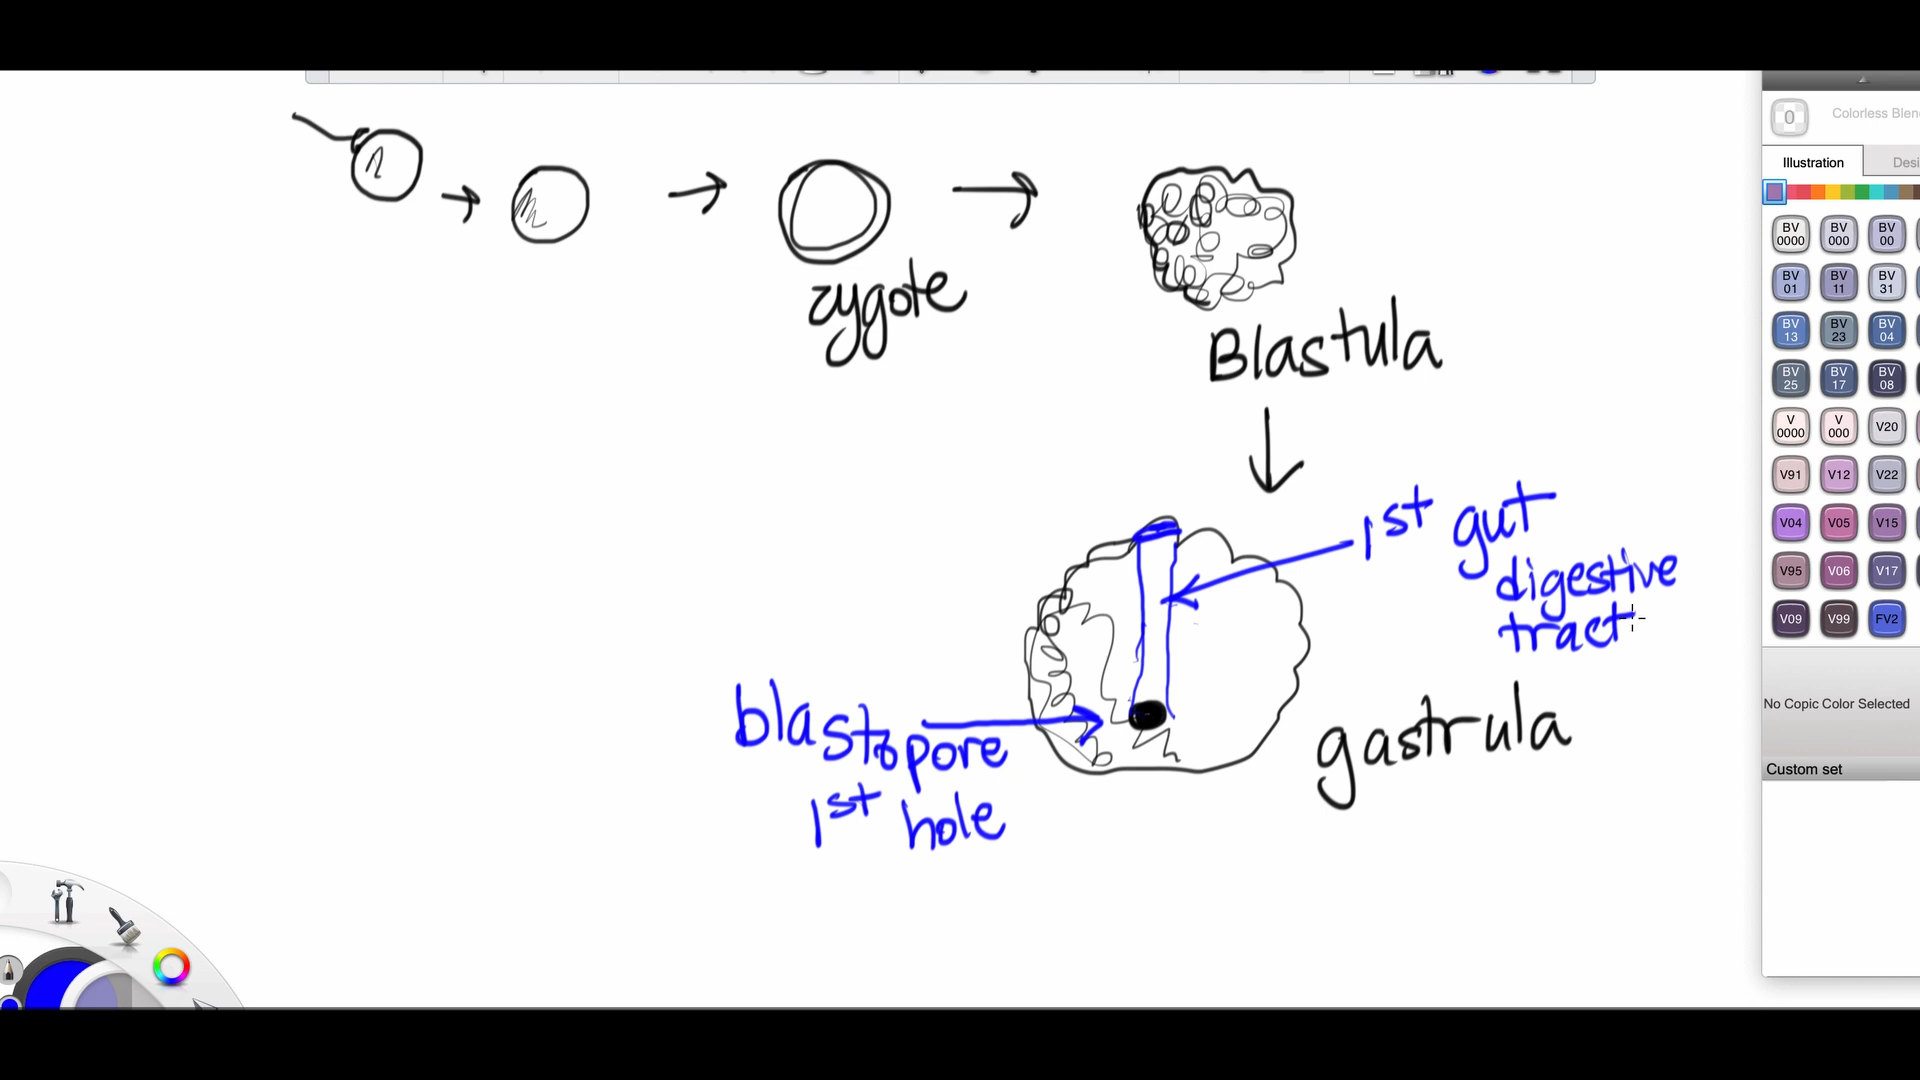 n
zygote
Blastula
1st gut
digestive
tract
blastopore
1st hole
gastrula
0
Colorless Blen
Illustration
Desi
BV 0000
BV 000
BV 00
BV 01
BV 11
BV 31
BV 13
BV 23
BV 04
BV 25
BV 17
BV 08
V 0000
V 000
V20
V91
V12
V22
V04
V05
V15
V95
V06
V17
V09
V99
FV2
No Copic Color Selected
Custom set